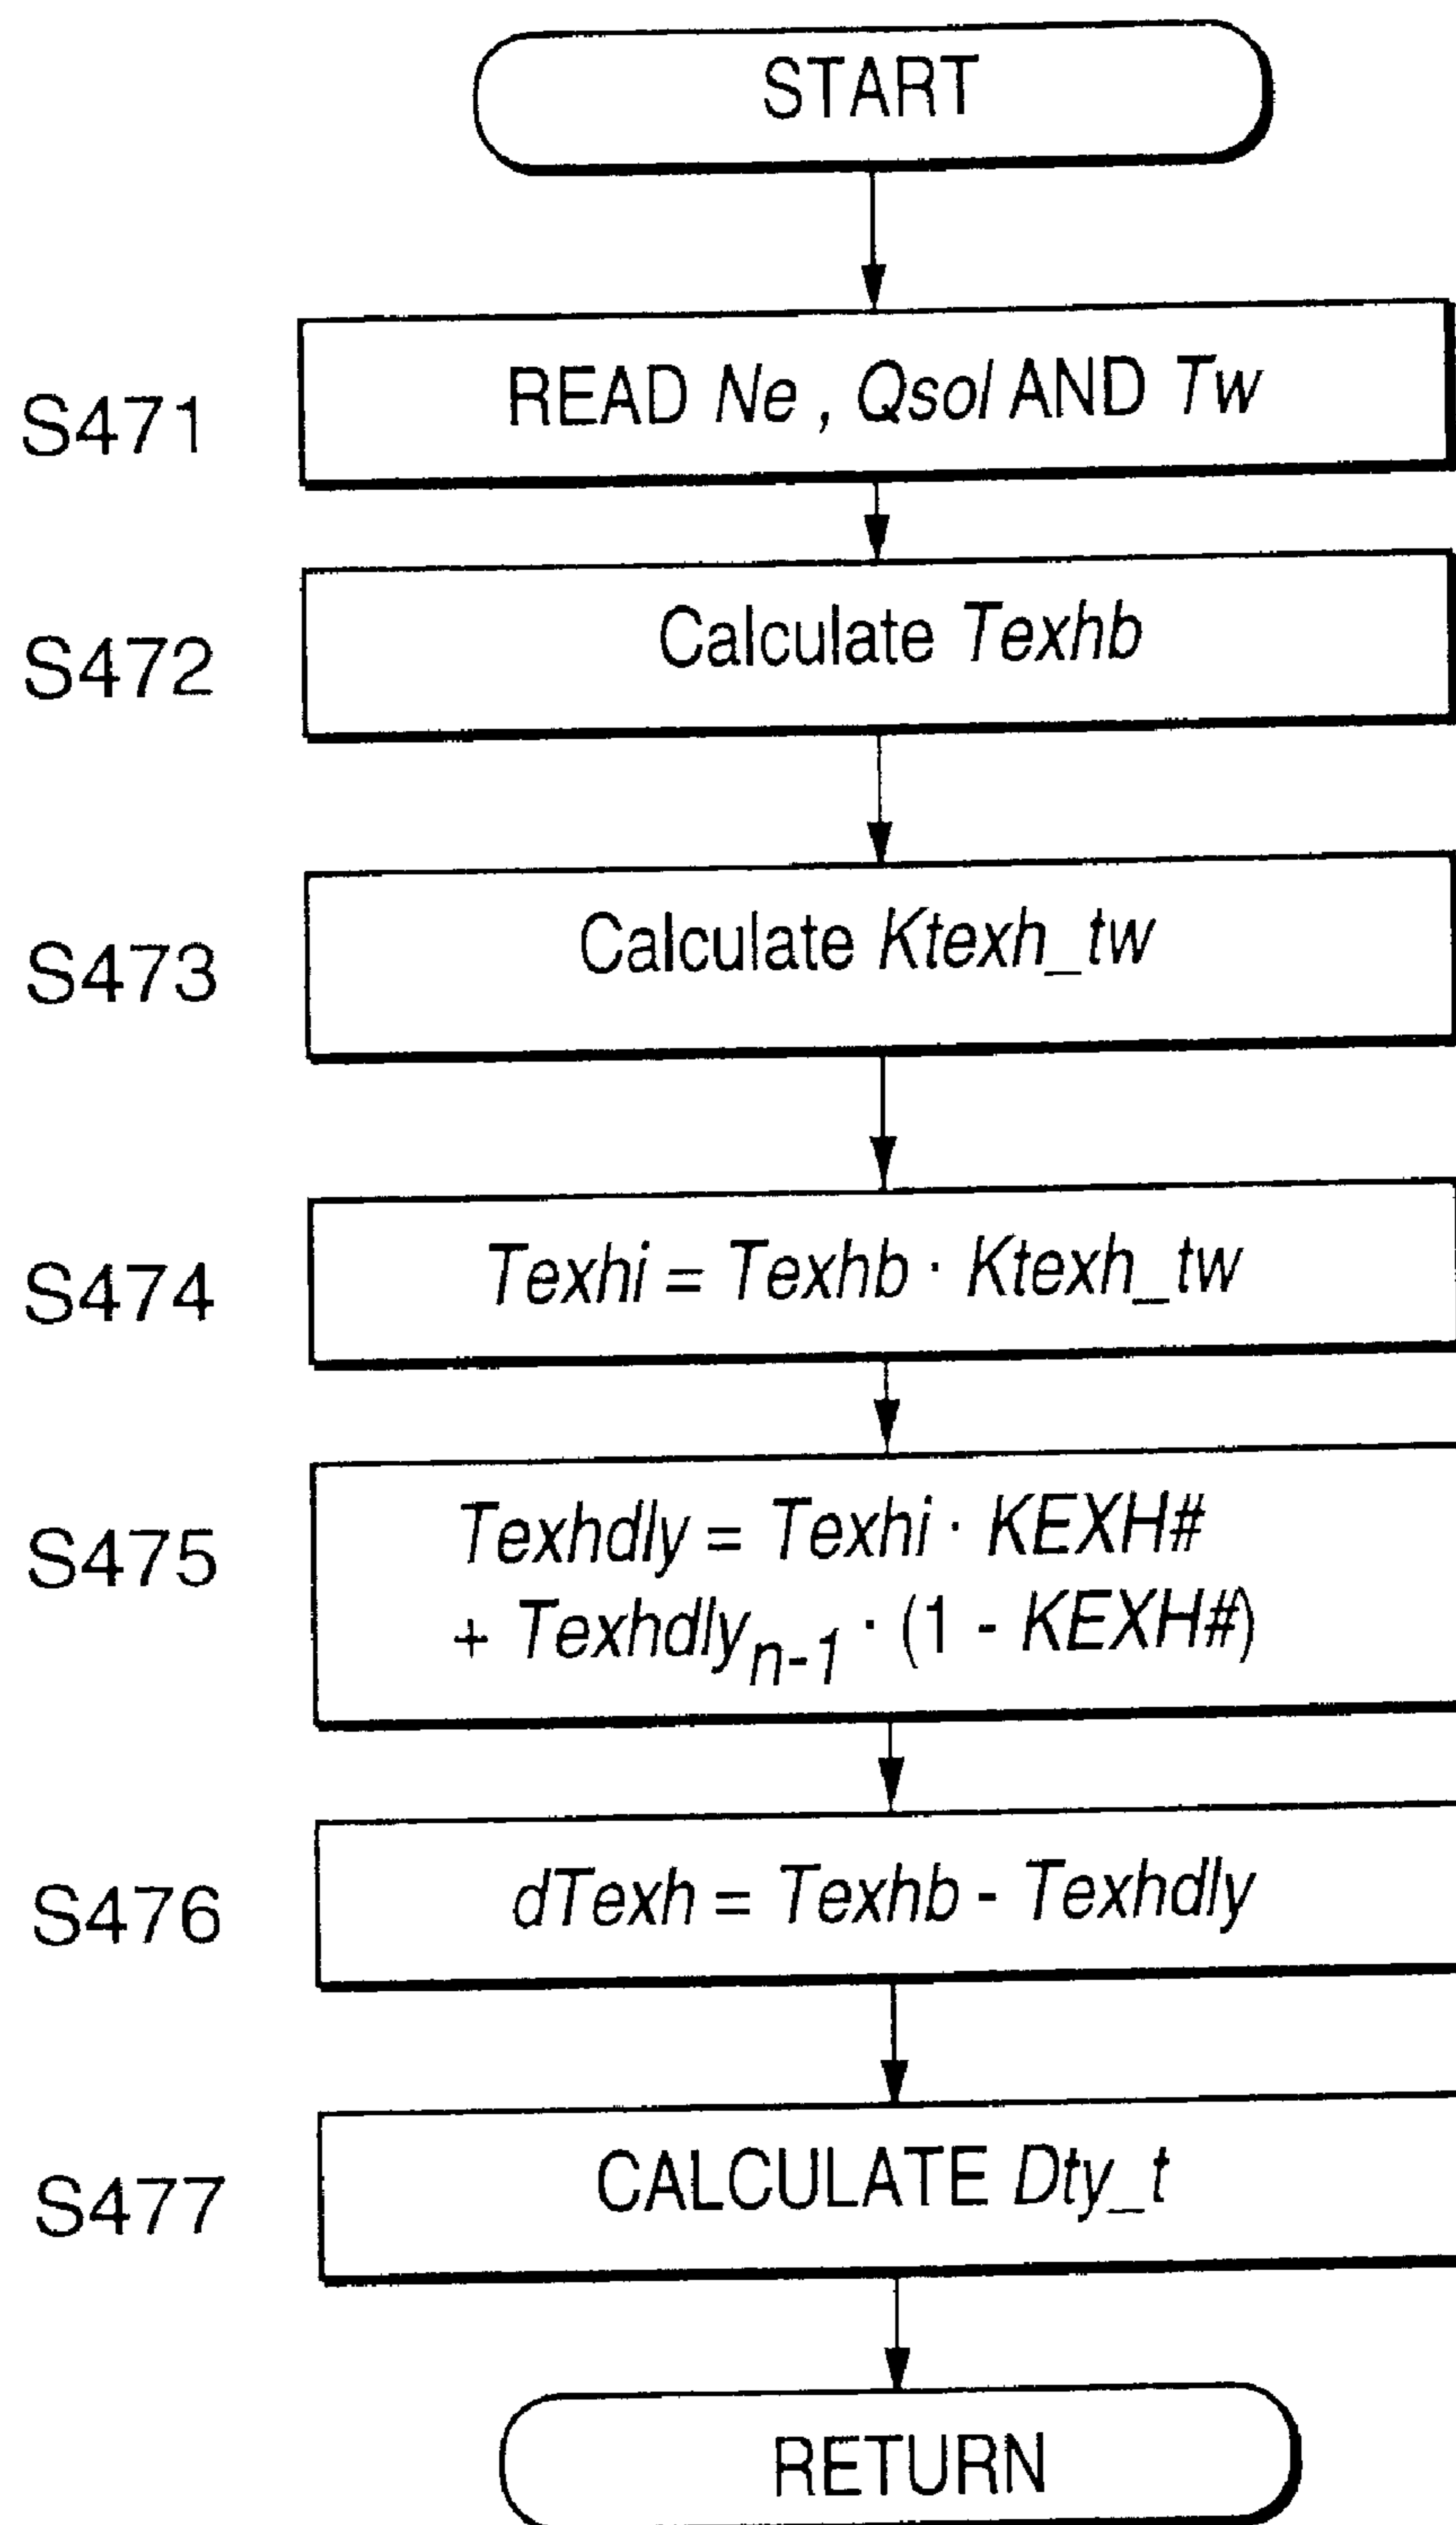 START
S471
READ Ne , Qsol AND Tw
S472
Calculate Texhb
S473
Calculate Ktexh_tw
S474
Texhi = Texhb · Ktexh_tw
S475
Texhdly = Texhi · KEXH#
+ Texhdlyn-1 · (1 - KEXH#)
S476
dTexh = Texhb - Texhdly
S477
CALCULATE Dty_t
RETURN